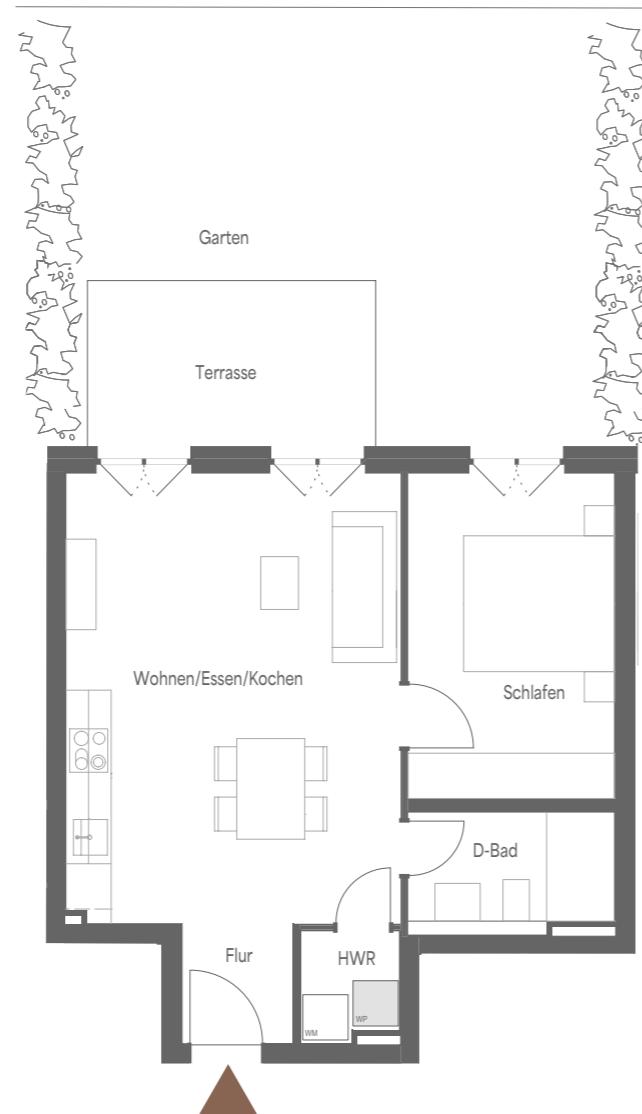 Garten
Terrasse
Wohnen/Essen/Kochen
Schlafen
D-Bad
Flur
HWR
WP
WM